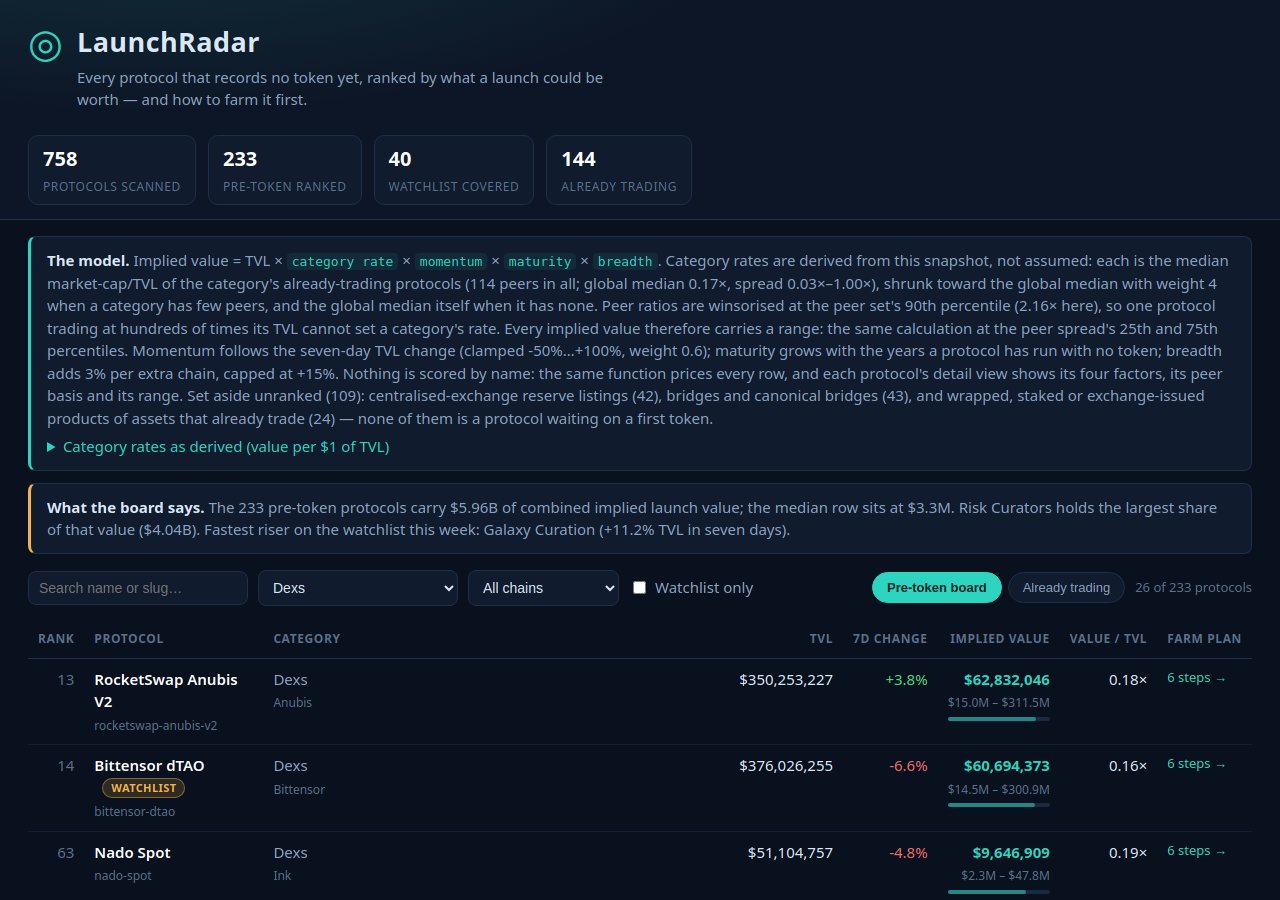 LaunchRadar
Every protocol that records no token yet, ranked by what a launch could be
worth — and how to farm it first.
758
PROTOCOLS SCANNED
233
PRE-TOKEN RANKED
40
WATCHLIST COVERED
144
ALREADY TRADING
The model. Implied value = TVL × category rate × momentum × maturity × breadth. Category rates are derived from this snapshot, not assumed: each is the median
market-cap/TVL of the category's already-trading protocols (114 peers in all; global median 0.17×, spread 0.03×–1.00×), shrunk toward the global median with weight 4
when a category has few peers, and the global median itself when it has none. Peer ratios are winsorised at the peer set's 90th percentile (2.16× here), so one protocol
trading at hundreds of times its TVL cannot set a category's rate. Every implied value therefore carries a range: the same calculation at the peer spread's 25th and 75th
percentiles. Momentum follows the seven-day TVL change (clamped -50%…+100%, weight 0.6); maturity grows with the years a protocol has run with no token; breadth
adds 3% per extra chain, capped at +15%. Nothing is scored by name: the same function prices every row, and each protocol's detail view shows its four factors, its peer
basis and its range. Set aside unranked (109): centralised-exchange reserve listings (42), bridges and canonical bridges (43), and wrapped, staked or exchange-issued
products of assets that already trade (24) — none of them is a protocol waiting on a first token.
▶ Category rates as derived (value per $1 of TVL)
What the board says. The 233 pre-token protocols carry $5.96B of combined implied launch value; the median row sits at $3.3M. Risk Curators holds the largest share
of that value ($4.04B). Fastest riser on the watchlist this week: Galaxy Curation (+11.2% TVL in seven days).
Search name or slug… Dexs All chains Watchlist only Pre-token board Already trading 26 of 233 protocols
RANK PROTOCOL CATEGORY TVL 7D CHANGE IMPLIED VALUE VALUE / TVL FARM PLAN
13 RocketSwap Anubis Dexs $350,253,227 +3.8% $62,832,046 0.18× 6 steps →
V2 Anubis $15.0M – $311.5M
rocketswap-anubis-v2
14 Bittensor dTAO Dexs $376,026,255 -6.6% $60,694,373 0.16× 6 steps →
WATCHLIST Bittensor $14.5M – $300.9M
bittensor-dtao
63 Nado Spot Dexs $51,104,757 -4.8% $9,646,909 0.19× 6 steps →
nado-spot Ink $2.3M – $47.8M